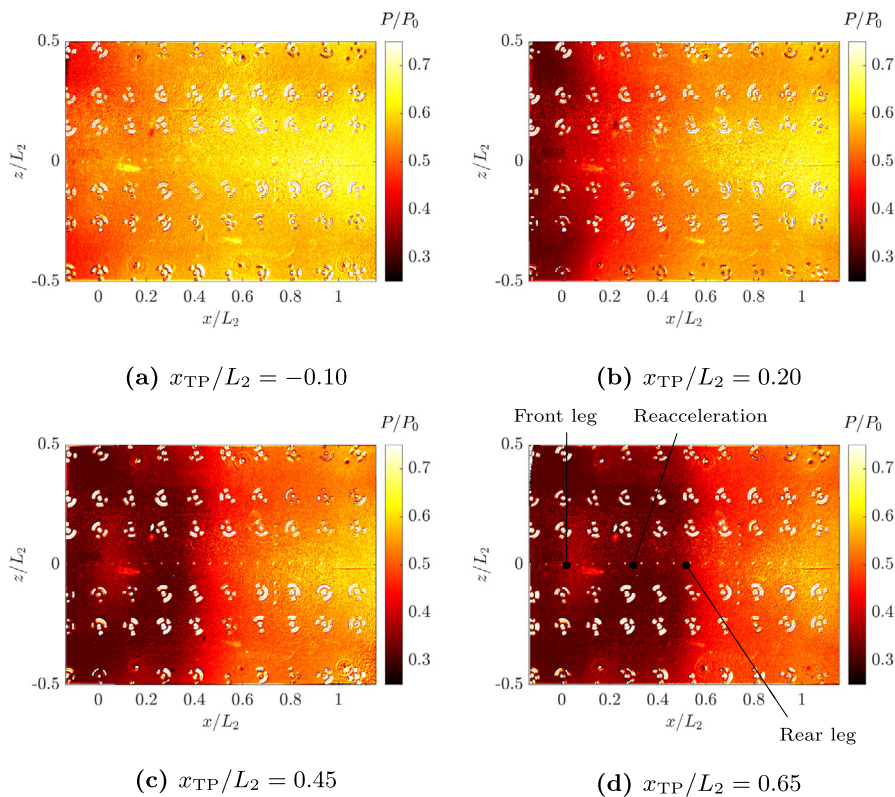 P/P₀
0.5
0
-0.5
z/L₂
0 0.2 0.4 0.6 0.8 1
x/L₂
0.7
0.6
0.5
0.4
0.3
(a) x_TP/L₂ = −0.10
P/P₀
0.5
0
-0.5
z/L₂
0 0.2 0.4 0.6 0.8 1
x/L₂
0.7
0.6
0.5
0.4
0.3
(b) x_TP/L₂ = 0.20
P/P₀
0.5
0
-0.5
z/L₂
0 0.2 0.4 0.6 0.8 1
x/L₂
0.7
0.6
0.5
0.4
0.3
(c) x_TP/L₂ = 0.45
Front leg
Reacceleration
P/P₀
0.5
0
-0.5
z/L₂
0 0.2 0.4 0.6 0.8 1
x/L₂
0.7
0.6
0.5
0.4
0.3
Rear leg
(d) x_TP/L₂ = 0.65